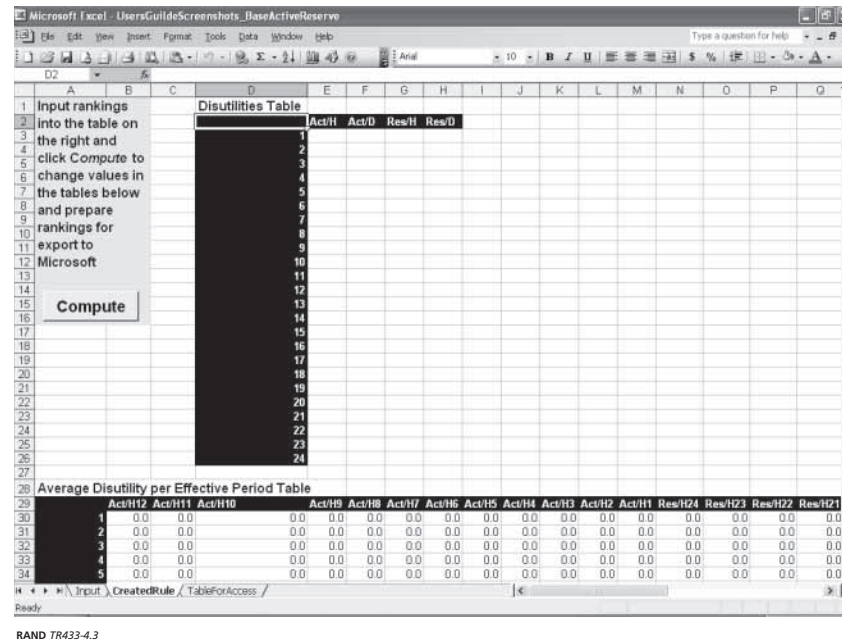 Microsoft Excel - UsersGuildeScreenshots_BaseActiveReserve
File Edit View Insert Format Tools Data Window Help
Type a question for help
Arial 10 B I U $ %
D2 fx
A B C D E F G H I J K L M N O P Q
1 Input rankings Disutilities Table
2 into the table on Act/H Act/D Res/H Res/D
3 the right and 1
4 click Compute to 2
5 3
6 change values in 4
7 the tables below 5
8 and prepare 6
9 rankings for 7
10 8
11 export to 9
12 Microsoft 10
13 11
14 12
15 Compute 13
16 14
17 15
18 16
19 17
20 18
21 19
22 20
23 21
24 22
25 23
26 24
27
28 Average Disutility per Effective Period Table
29 Act/H12 Act/H11 Act/H10 Act/H9 Act/H8 Act/H7 Act/H6 Act/H5 Act/H4 Act/H3 Act/H2 Act/H1 Res/H24 Res/H23 Res/H22 Res/H21
30 1 0.0 0.0 0.0 0.0 0.0 0.0 0.0 0.0 0.0 0.0 0.0 0.0 0.0 0.0 0.0 0.0
31 2 0.0 0.0 0.0 0.0 0.0 0.0 0.0 0.0 0.0 0.0 0.0 0.0 0.0 0.0 0.0 0.0
32 3 0.0 0.0 0.0 0.0 0.0 0.0 0.0 0.0 0.0 0.0 0.0 0.0 0.0 0.0 0.0 0.0
33 4 0.0 0.0 0.0 0.0 0.0 0.0 0.0 0.0 0.0 0.0 0.0 0.0 0.0 0.0 0.0 0.0
34 5 0.0 0.0 0.0 0.0 0.0 0.0 0.0 0.0 0.0 0.0 0.0 0.0 0.0 0.0 0.0 0.0
Input CreatedRule TableForAccess
Ready
RAND TR433-4.3